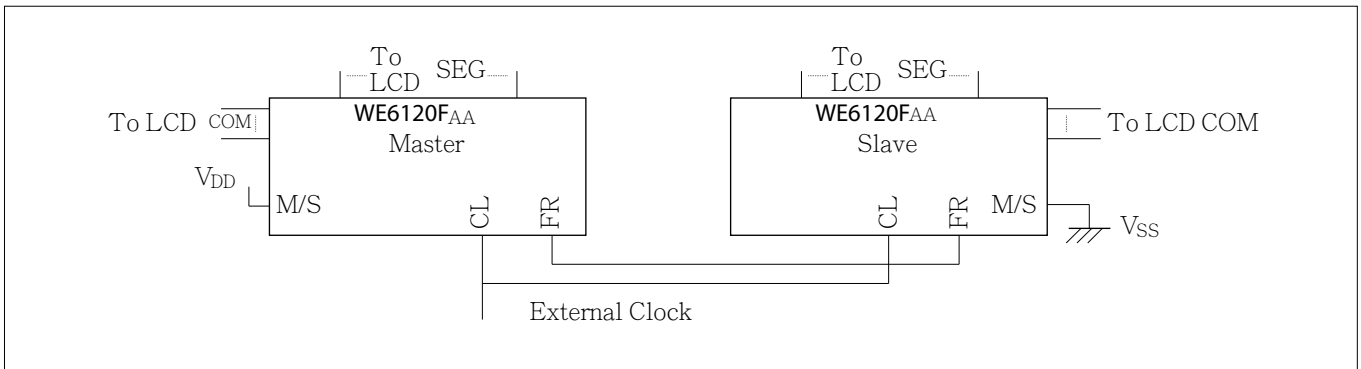 To
LCD SEG
To
LCD SEG
To LCD COM
WE6120FAA
Master
WE6120FAA
Slave
To LCD COM
VDD
M/S
CL
FR
CL
FR
M/S
VSS
External Clock